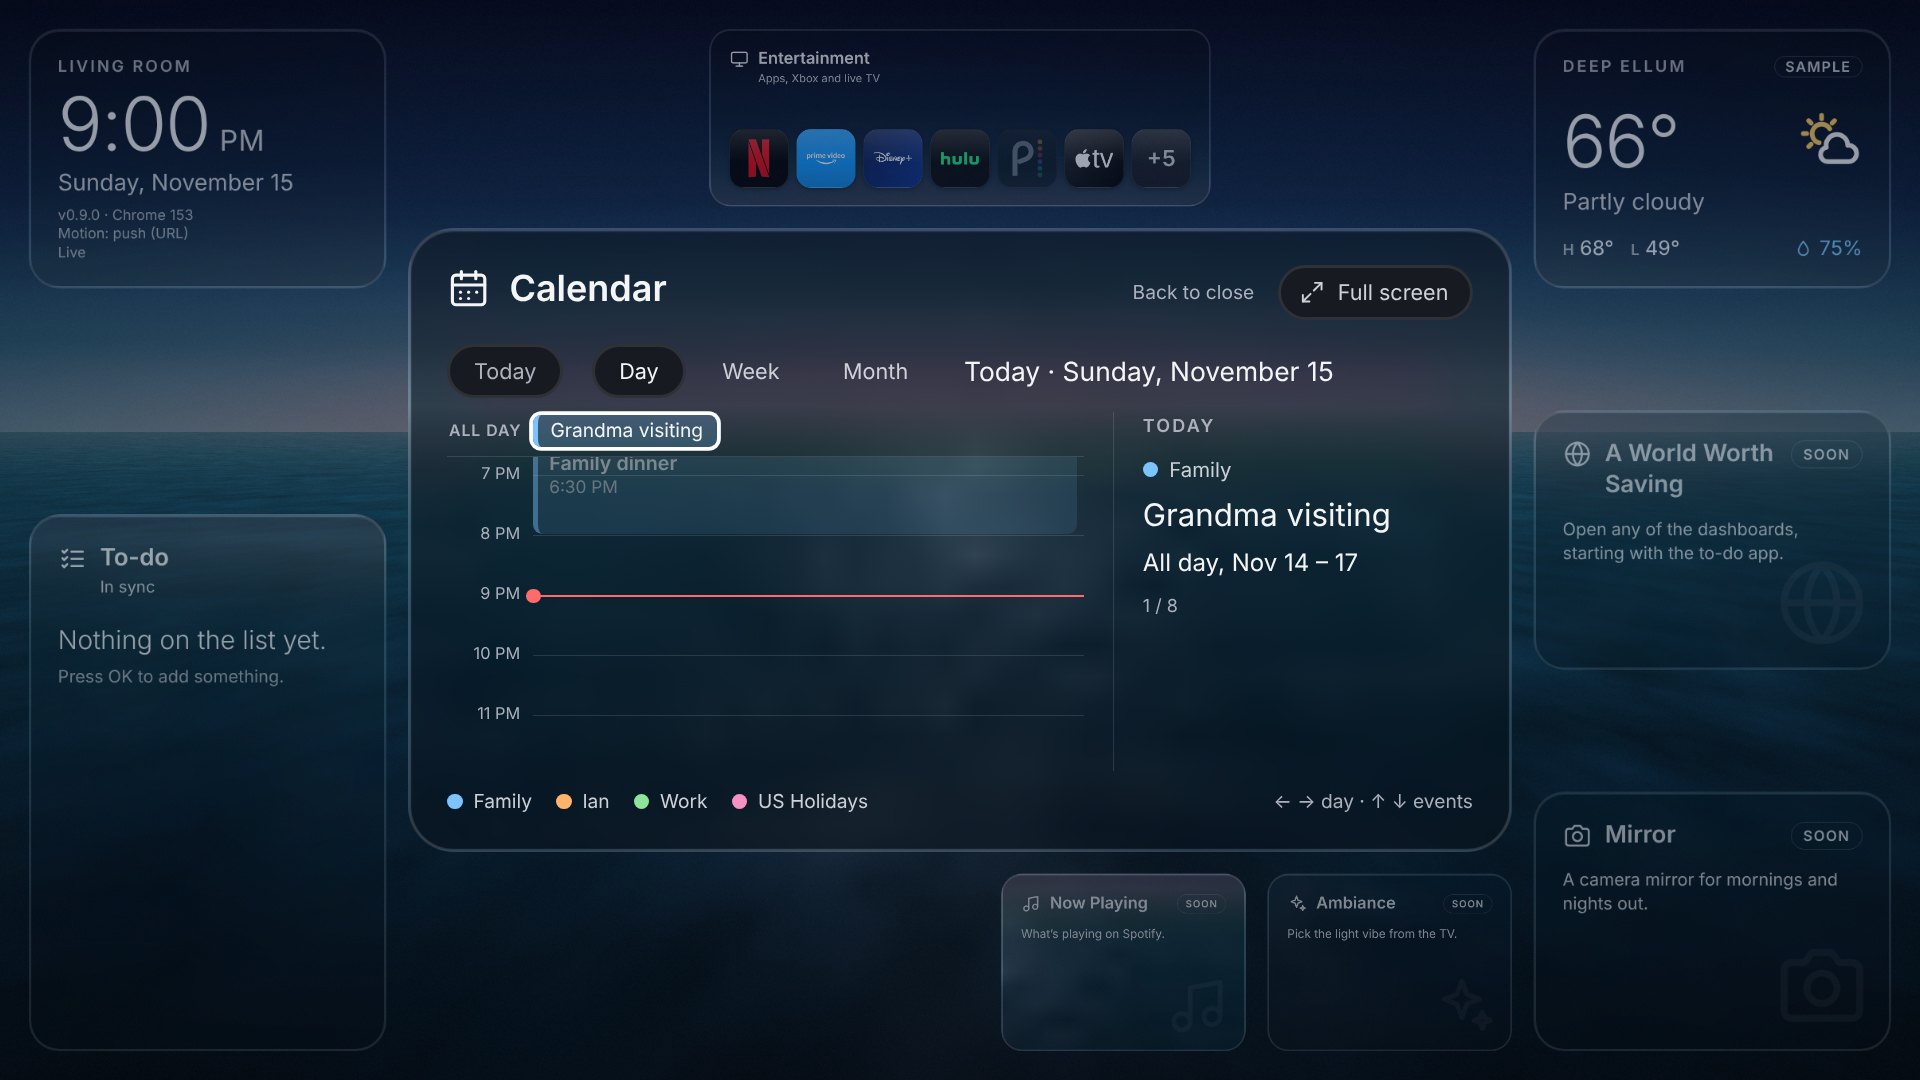 LIVING ROOM
9:00 PM
Sunday, November 15
v0.9.0 · Chrome 153
Motion: push (URL)
Live
Entertainment
Apps, Xbox and live TV
N
prime video
Disney+
hulu
P
tv
+5
DEEP ELLUM
SAMPLE
66°
Partly cloudy
H 68° L 49°
75%
Calendar
Back to close
Full screen
Today
Day
Week
Month
Today · Sunday, November 15
ALL DAY
Grandma visiting
Family dinner
6:30 PM
7 PM
8 PM
9 PM
10 PM
11 PM
TODAY
Family
Grandma visiting
All day, Nov 14 – 17
1 / 8
Family
Ian
Work
US Holidays
← → day · ↑ ↓ events
To-do
In sync
Nothing on the list yet.
Press OK to add something.
A World Worth
Saving
SOON
Open any of the dashboards,
starting with the to-do app.
Now Playing
SOON
What's playing on Spotify.
Ambiance
SOON
Pick the light vibe from the TV.
Mirror
SOON
A camera mirror for mornings and
nights out.